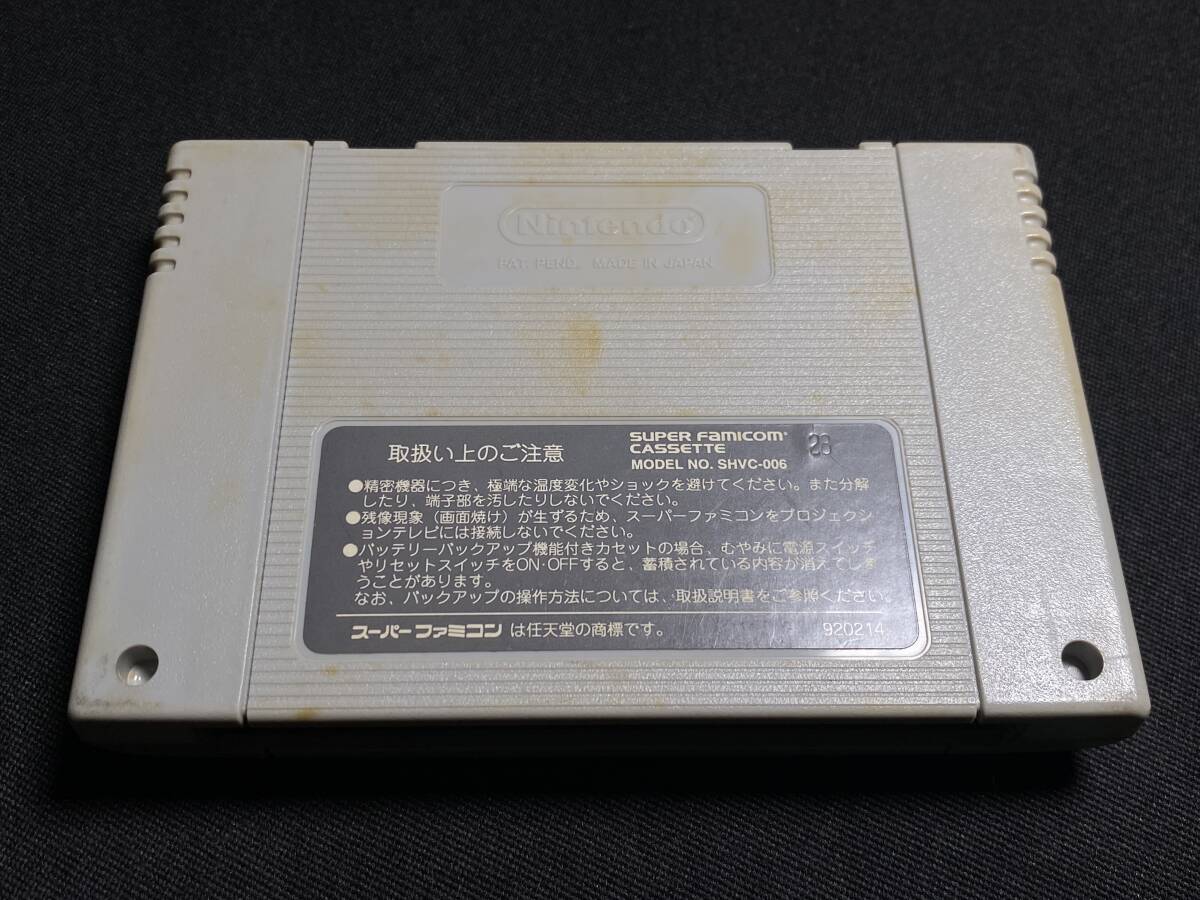 Nintendo
PAT. PEND. MADE IN JAPAN
取扱い上のご注意
SUPER FAMICOM
CASSETTE
MODEL NO. SHVC-006
28
●精密機器につき、極端な温度変化やショックを避けてください。また分解
したり、端子部を汚したりしないでください。
●残像現象（画面焼け）が生ずるため、スーパーファミコンをプロジェクシ
ョンテレビには接続しないでください。
●バッテリーバックアップ機能付きカセットの場合、むやみに電源スイッチ
やリセットスイッチをON・OFFすると、蓄積されている内容が消えてしま
うことがあります。
なお、バックアップの操作方法については、取扱説明書をご参照ください。
スーパーファミコン は任天堂の商標です。
920214